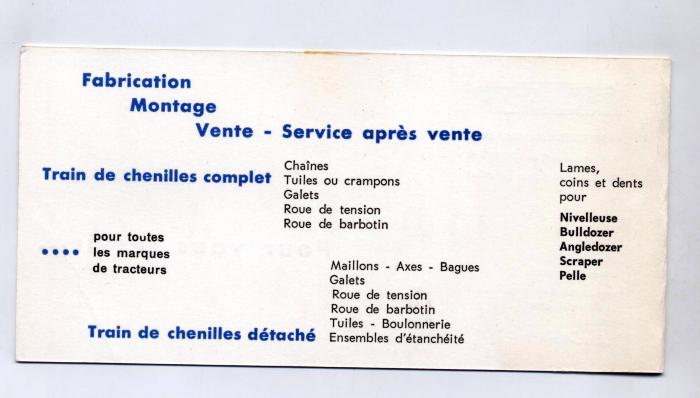 Fabrication
Montage
Vente - Service après vente
Train de chenilles complet
Chaînes
Tuiles ou crampons
Galets
Roue de tension
Roue de barbotin
Lames,
coins et dents
pour
Nivelleuse
Bulldozer
Angledozer
Scraper
Pelle
pour toutes
.... les marques
de tracteurs
Train de chenilles détaché
Maillons - Axes - Bagues
Galets
Roue de tension
Roue de barbotin
Tuiles - Boulonnerie
Ensembles d'étanchéité